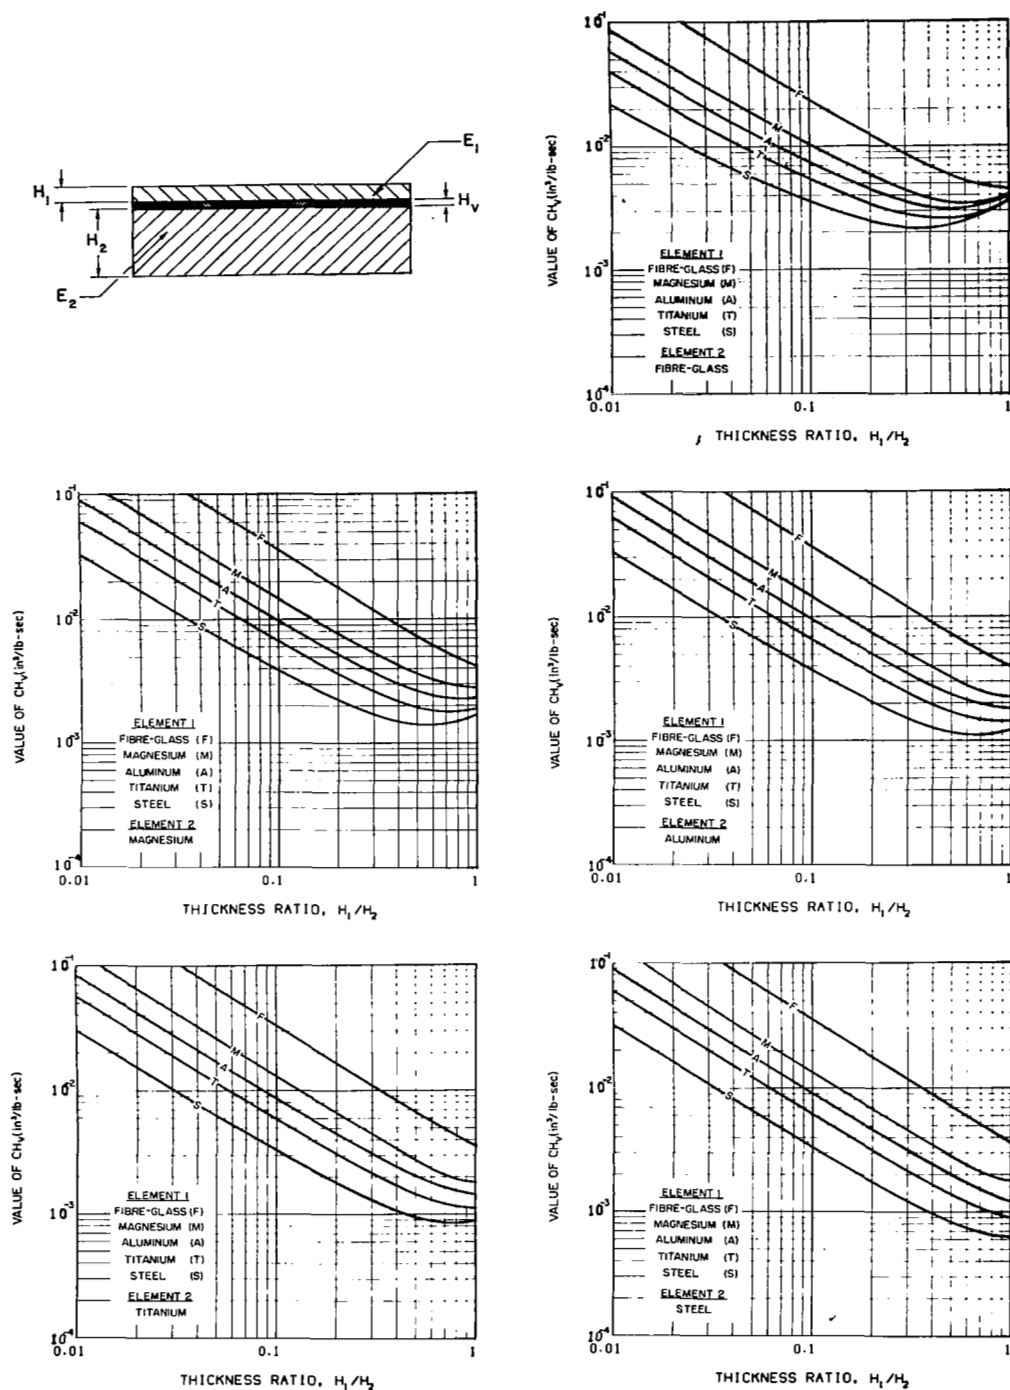 H₁
H₂
E₂
E₁
Hᵥ
VALUE OF CHᵥ(in³/lb-sec)
10⁻¹
10⁻²
10⁻³
10⁻⁴
F
M
A
T
S
ELEMENT 1
FIBRE-GLASS (F)
MAGNESIUM (M)
ALUMINUM (A)
TITANIUM (T)
STEEL (S)
ELEMENT 2
FIBRE-GLASS
0.01 0.1 1
THICKNESS RATIO, H₁/H₂
VALUE OF CHᵥ(in³/lb-sec)
10⁻¹
10⁻²
10⁻³
10⁻⁴
F
M
A
T
S
ELEMENT 1
FIBRE-GLASS (F)
MAGNESIUM (M)
ALUMINUM (A)
TITANIUM (T)
STEEL (S)
ELEMENT 2
MAGNESIUM
0.01 0.1 1
THICKNESS RATIO, H₁/H₂
VALUE OF CHᵥ(in³/lb-sec)
10⁻¹
10⁻²
10⁻³
10⁻⁴
F
M
A
T
S
ELEMENT 1
FIBRE-GLASS (F)
MAGNESIUM (M)
ALUMINUM (A)
TITANIUM (T)
STEEL (S)
ELEMENT 2
ALUMINUM
0.01 0.1 1
THICKNESS RATIO, H₁/H₂
VALUE OF CHᵥ(in³/lb-sec)
10⁻¹
10⁻²
10⁻³
10⁻⁴
F
M
A
T
S
ELEMENT 1
FIBRE-GLASS (F)
MAGNESIUM (M)
ALUMINUM (A)
TITANIUM (T)
STEEL (S)
ELEMENT 2
TITANIUM
0.01 0.1 1
THICKNESS RATIO, H₁/H₂
VALUE OF CHᵥ(in³/lb-sec)
10⁻¹
10⁻²
10⁻³
10⁻⁴
F
M
A
T
S
ELEMENT 1
FIBRE-GLASS (F)
MAGNESIUM (M)
ALUMINUM (A)
TITANIUM (T)
STEEL (S)
ELEMENT 2
STEEL
0.01 0.1 1
THICKNESS RATIO, H₁/H₂